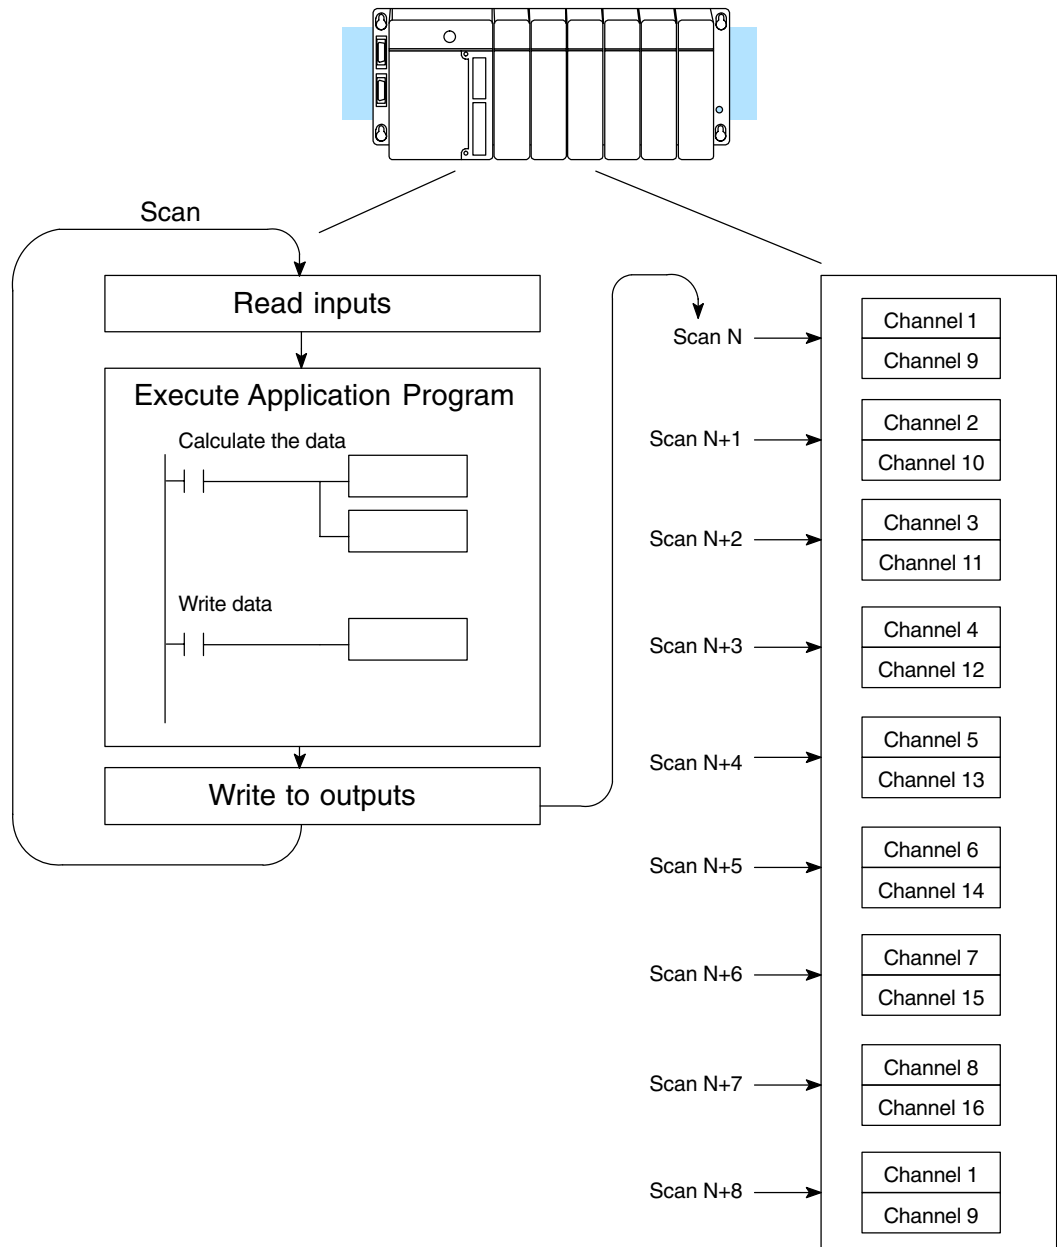 Scan
Read inputs
Execute Application Program
Calculate the data
Write data
Write to outputs
Scan N
Channel 1
Channel 9
Scan N+1
Channel 2
Channel 10
Scan N+2
Channel 3
Channel 11
Scan N+3
Channel 4
Channel 12
Scan N+4
Channel 5
Channel 13
Scan N+5
Channel 6
Channel 14
Scan N+6
Channel 7
Channel 15
Scan N+7
Channel 8
Channel 16
Scan N+8
Channel 1
Channel 9